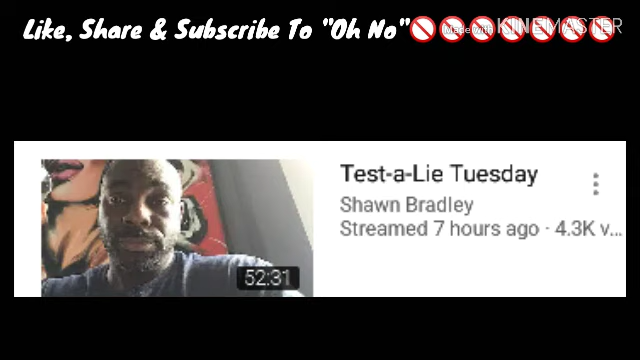 Like, Share & Subscribe To "Oh No"🚫🚫🚫🚫🚫🚫🚫
Made with KINEMASTER
Test-a-Lie Tuesday
Shawn Bradley
Streamed 7 hours ago · 4.3K v...
52:31